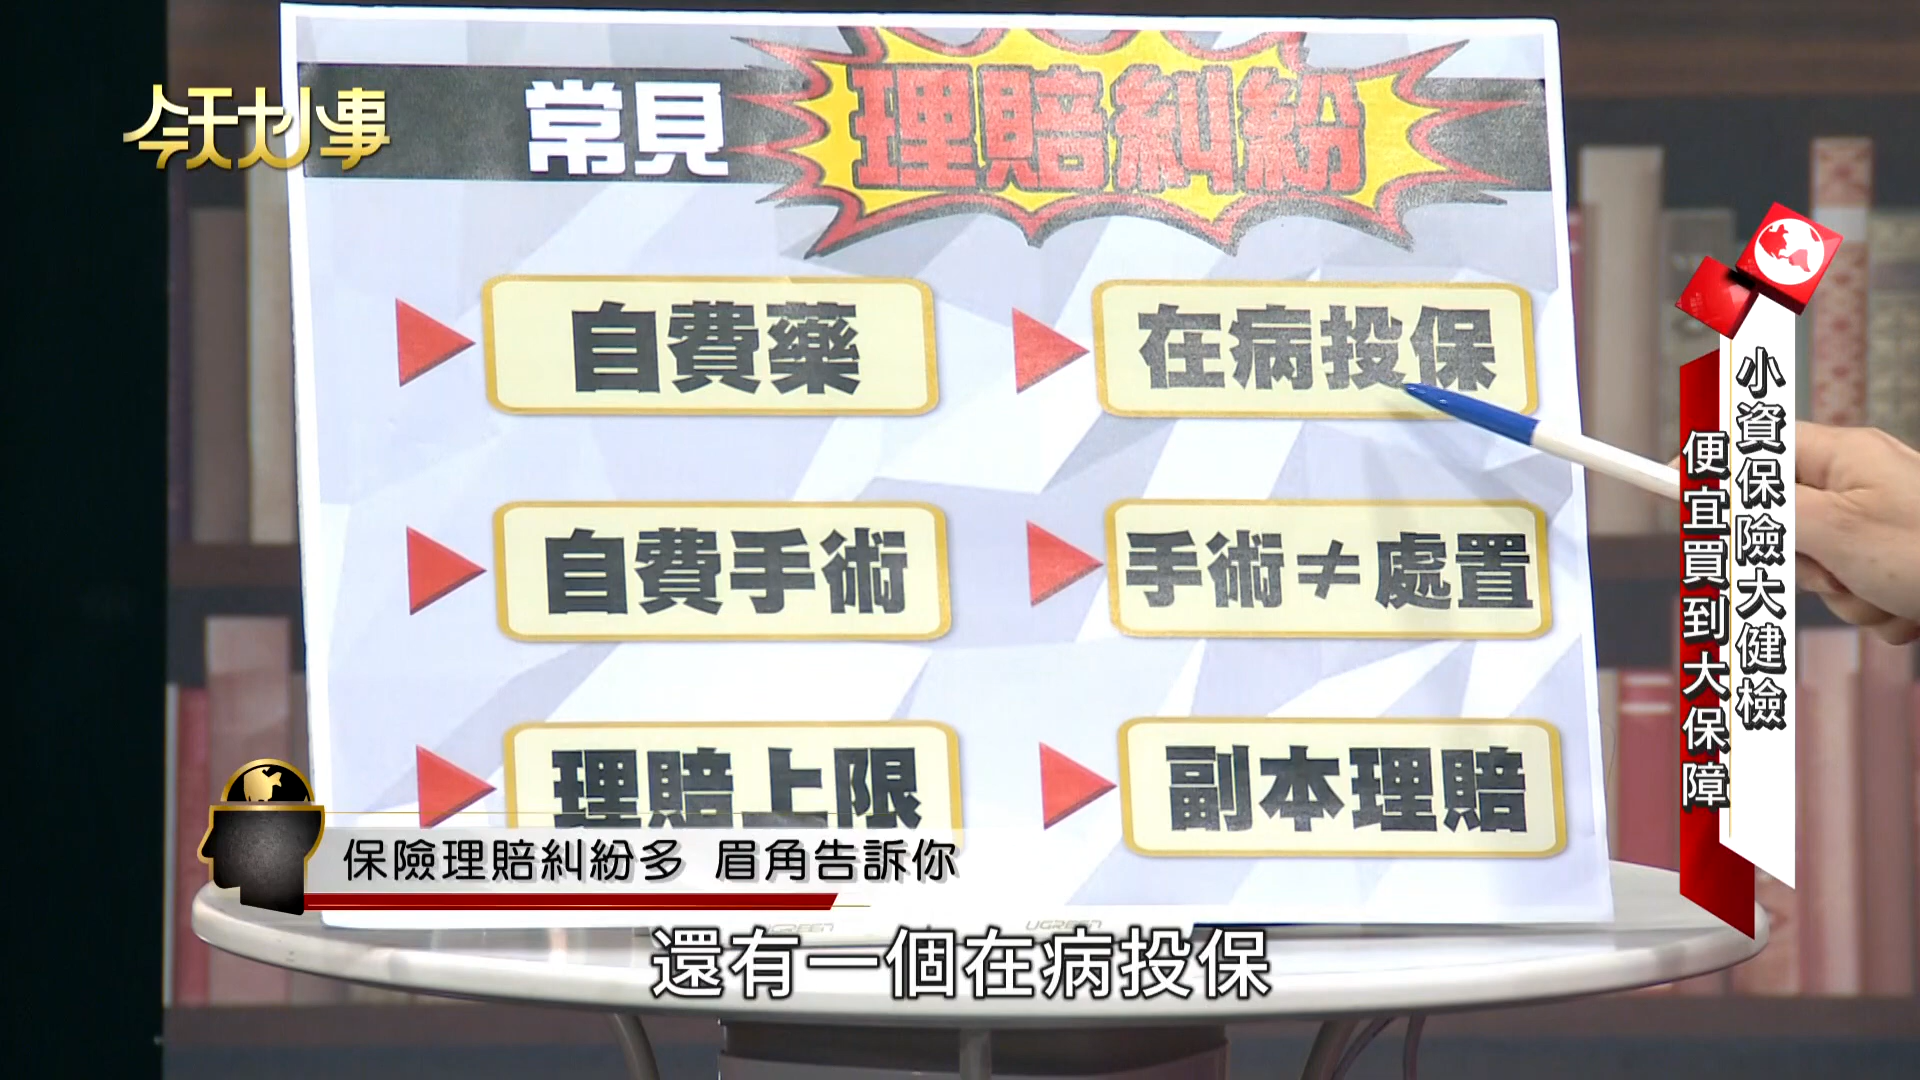 今天大小事
常見 理賠糾紛
自費藥
在病投保
自費手術
手術≠處置
理賠上限
副本理賠
小資保險大健檢
便宜買到大保障
保險理賠糾紛多 眉角告訴你
UGREEN
UGREEN
還有一個在病投保